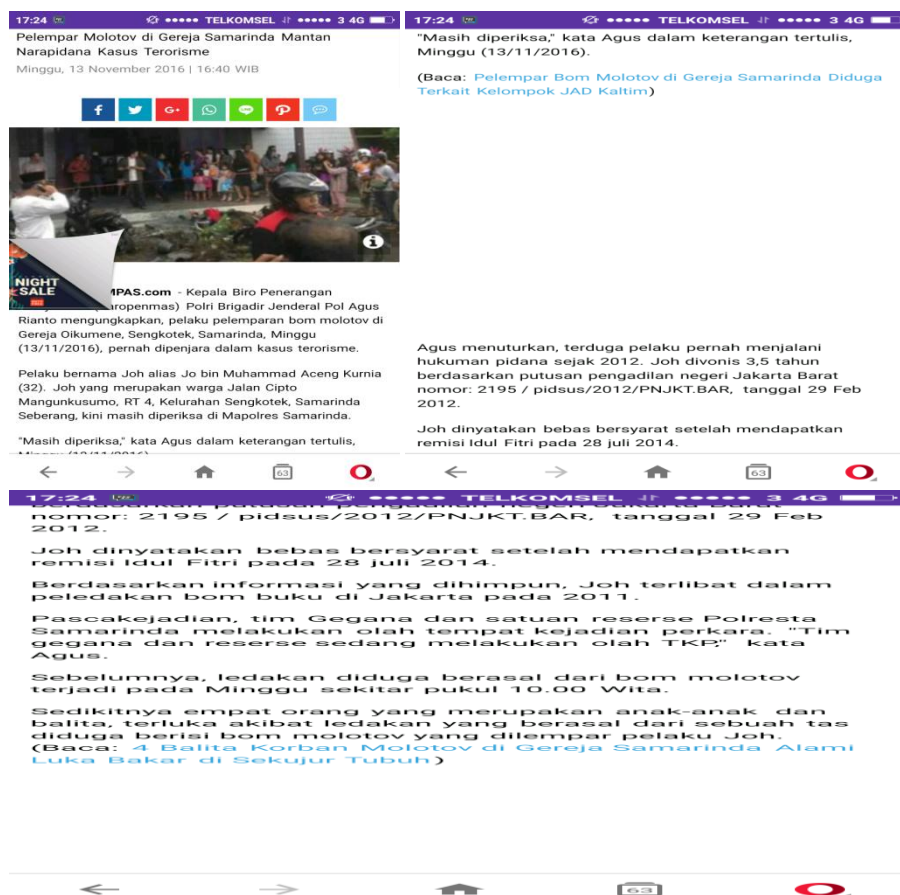 17:24
TELKOMSEL
3 4G
Pelempar Molotov di Gereja Samarinda Mantan
Narapidana Kasus Terorisme
Minggu, 13 November 2016 | 16:40 WIB
f
G+
NIGHT
SALE
MPAS.com - Kepala Biro Penerangan
aropenmas) Polri Brigadir Jenderal Pol Agus
Rianto mengungkapkan, pelaku pelemparan bom molotov di
Gereja Oikumene, Sengkotek, Samarinda, Minggu
(13/11/2016), pernah dipenjara dalam kasus terorisme.
Pelaku bernama Joh alias Jo bin Muhammad Aceng Kurnia
(32). Joh yang merupakan warga Jalan Cipto
Mangunkusumo, RT 4, Kelurahan Sengkotek, Samarinda
Seberang, kini masih diperiksa di Mapolres Samarinda.
"Masih diperiksa," kata Agus dalam keterangan tertulis,
63
17:24
TELKOMSEL
3 4G
"Masih diperiksa," kata Agus dalam keterangan tertulis,
Minggu (13/11/2016).
(Baca: Pelempar Bom Molotov di Gereja Samarinda Diduga
Terkait Kelompok JAD Kaltim)
Agus menuturkan, terduga pelaku pernah menjalani
hukuman pidana sejak 2012. Joh divonis 3,5 tahun
berdasarkan putusan pengadilan negeri Jakarta Barat
nomor: 2195 / pidsus/2012/PNJKT.BAR, tanggal 29 Feb
2012.
Joh dinyatakan bebas bersyarat setelah mendapatkan
remisi Idul Fitri pada 28 juli 2014.
63
17:24
TELKOMSEL
3 4G
berdasarkan putusan pengadilan negeri Jakarta Barat
nomor: 2195 / pidsus/2012/PNJKT.BAR, tanggal 29 Feb
2012.
Joh dinyatakan bebas bersyarat setelah mendapatkan
remisi Idul Fitri pada 28 juli 2014.
Berdasarkan informasi yang dihimpun, Joh terlibat dalam
peledakan bom buku di Jakarta pada 2011.
Pascakejadian, tim Gegana dan satuan reserse Polresta
Samarinda melakukan olah tempat kejadian perkara. "Tim
gegana dan reserse sedang melakukan olah TKP," kata
Agus.
Sebelumnya, ledakan diduga berasal dari bom molotov
terjadi pada Minggu sekitar pukul 10.00 Wita.
Sedikitnya empat orang yang merupakan anak-anak dan
balita, terluka akibat ledakan yang berasal dari sebuah tas
diduga berisi bom molotov yang dilempar pelaku Joh.
(Baca: 4 Balita Korban Molotov di Gereja Samarinda Alami
Luka Bakar di Sekujur Tubuh)
63